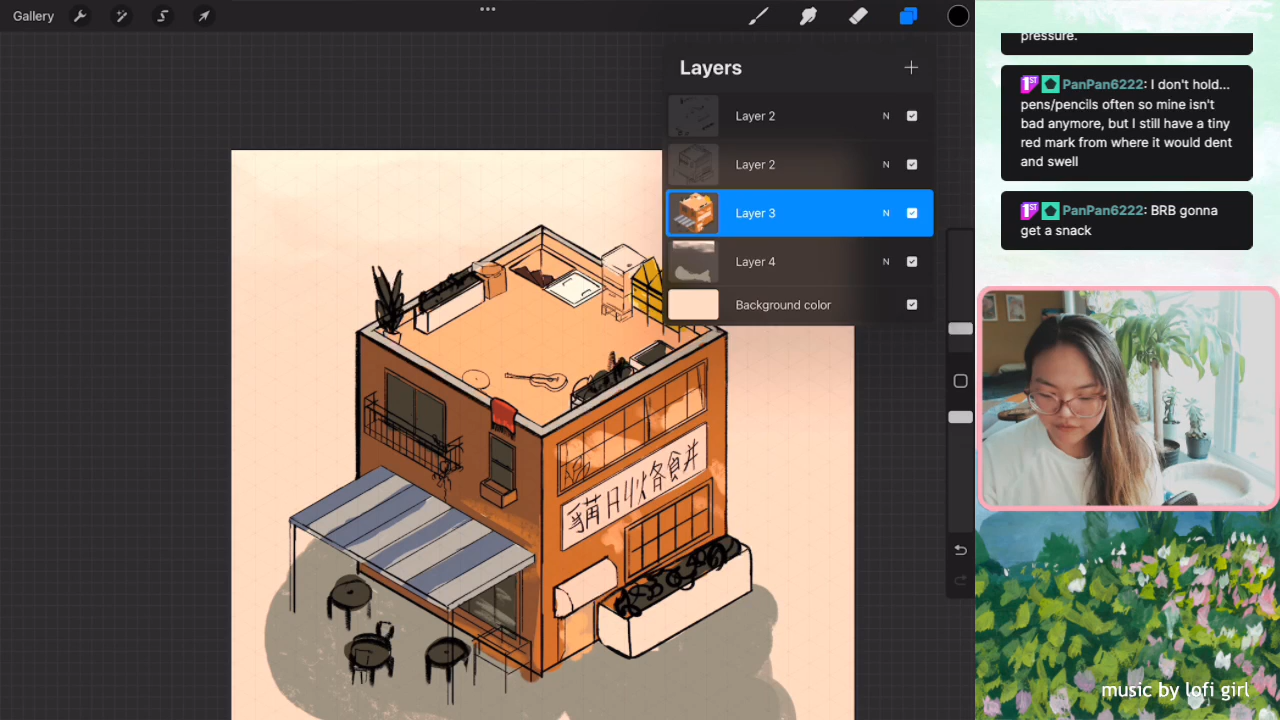 Gallery
Layers
Layer 2
N
Layer 2
N
Layer 3
N
Layer 4
N
Background color
pressure.
1ST PanPan6222: I don't hold...
pens/pencils often so mine isn't
bad anymore, but I still have a tiny
red mark from where it would dent
and swell
1ST PanPan6222: BRB gonna
get a snack
music by lofi girl